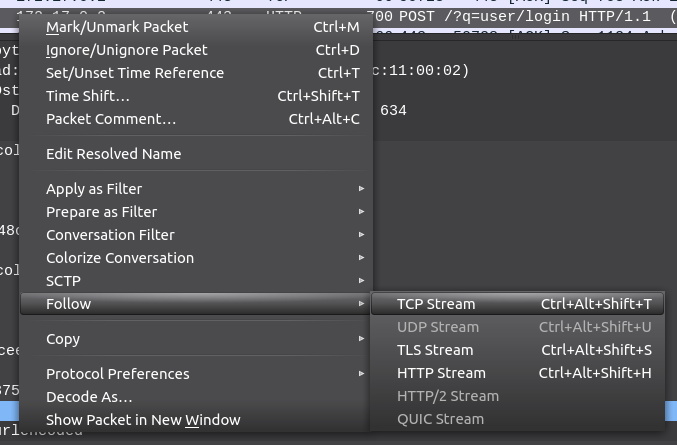 Mark/Unmark Packet Ctrl+M
700 POST /?q=user/login HTTP/1.1 (
Ignore/Unignore Packet Ctrl+D
Set/Unset Time Reference Ctrl+T
c:11:00:02)
Time Shift… Ctrl+Shift+T
Dst
Packet Comment… Ctrl+Alt+C
634
Edit Resolved Name
Apply as Filter
Prepare as Filter
Conversation Filter
Colorize Conversation
SCTP
Follow
TCP Stream Ctrl+Alt+Shift+T
UDP Stream Ctrl+Alt+Shift+U
Copy
TLS Stream Ctrl+Alt+Shift+S
Protocol Preferences
HTTP Stream Ctrl+Alt+Shift+H
Decode As…
HTTP/2 Stream
Show Packet in New Window
QUIC Stream